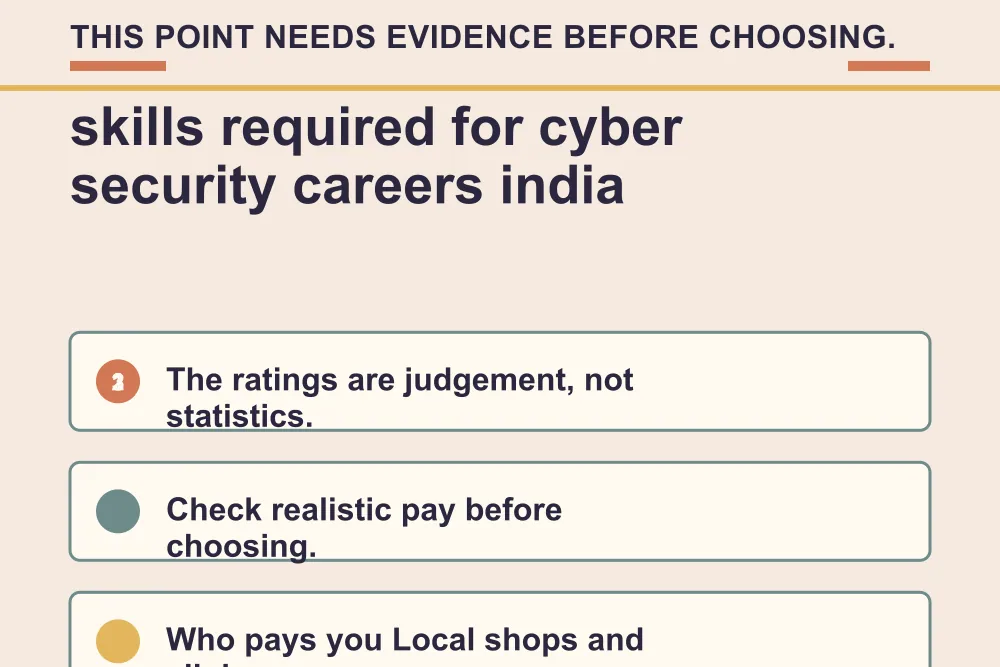 THIS POINT NEEDS EVIDENCE BEFORE CHOOSING.
skills required for cyber
security careers india
The ratings are judgement, not
statistics.
Check realistic pay before
choosing.
Who pays you Local shops and